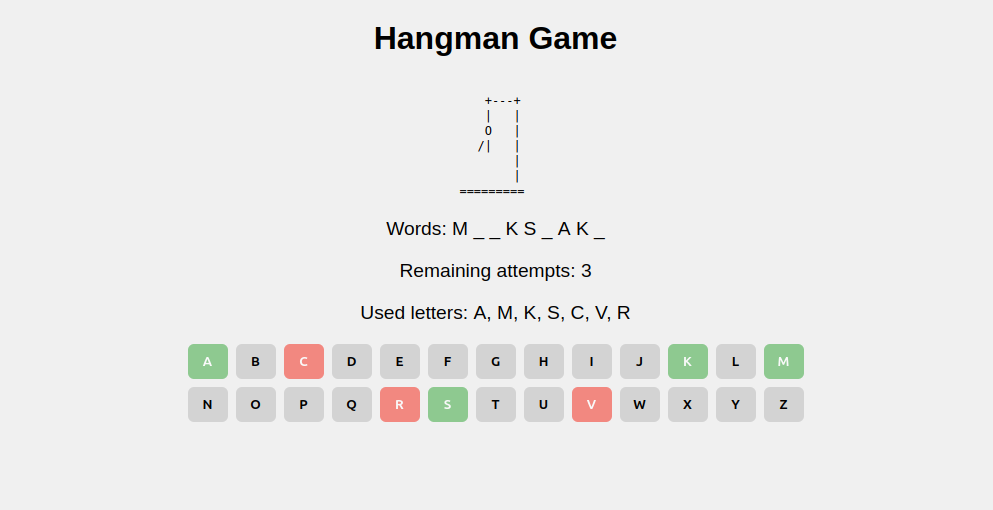 Hangman Game
+---+
|   |
O   |
/|   |
|
|
=========
Words: M _ _ K S _ A K _
Remaining attempts: 3
Used letters: A, M, K, S, C, V, R
A B C D E F G H I J K L M
N O P Q R S T U V W X Y Z